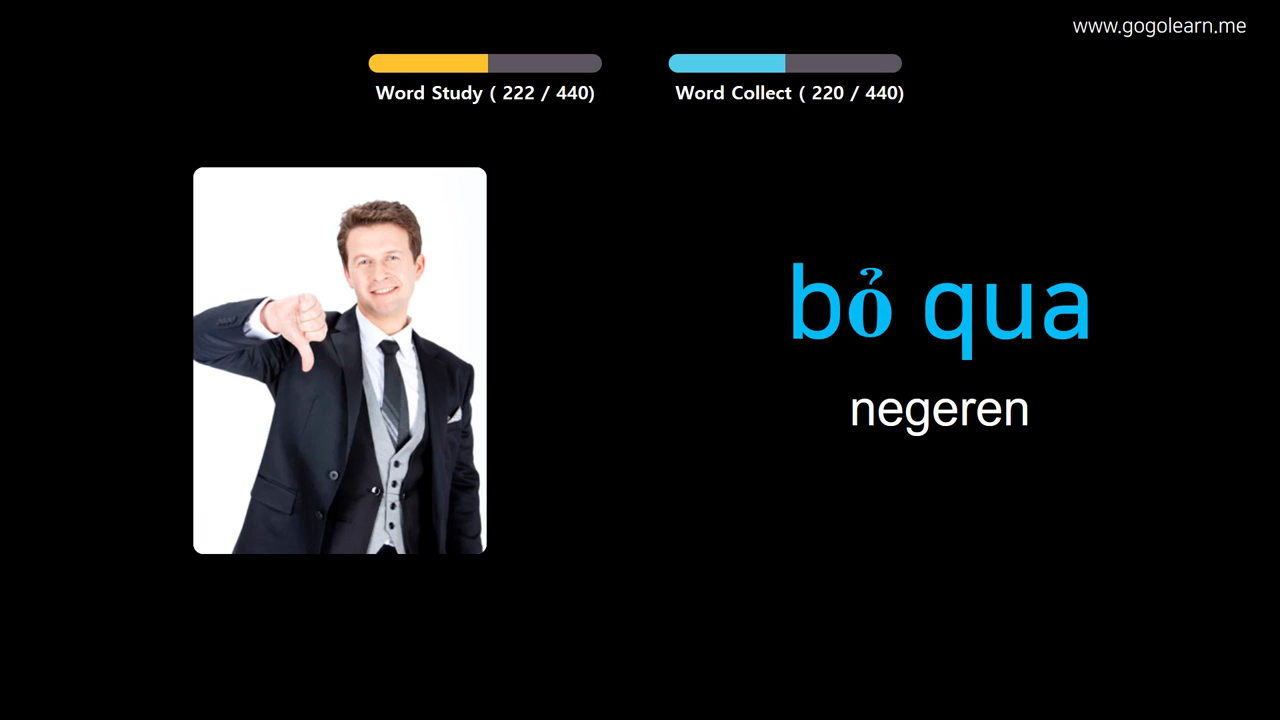 www.gogolearn.me
Word Study ( 222 / 440)
Word Collect ( 220 / 440)
bỏ qua
negeren